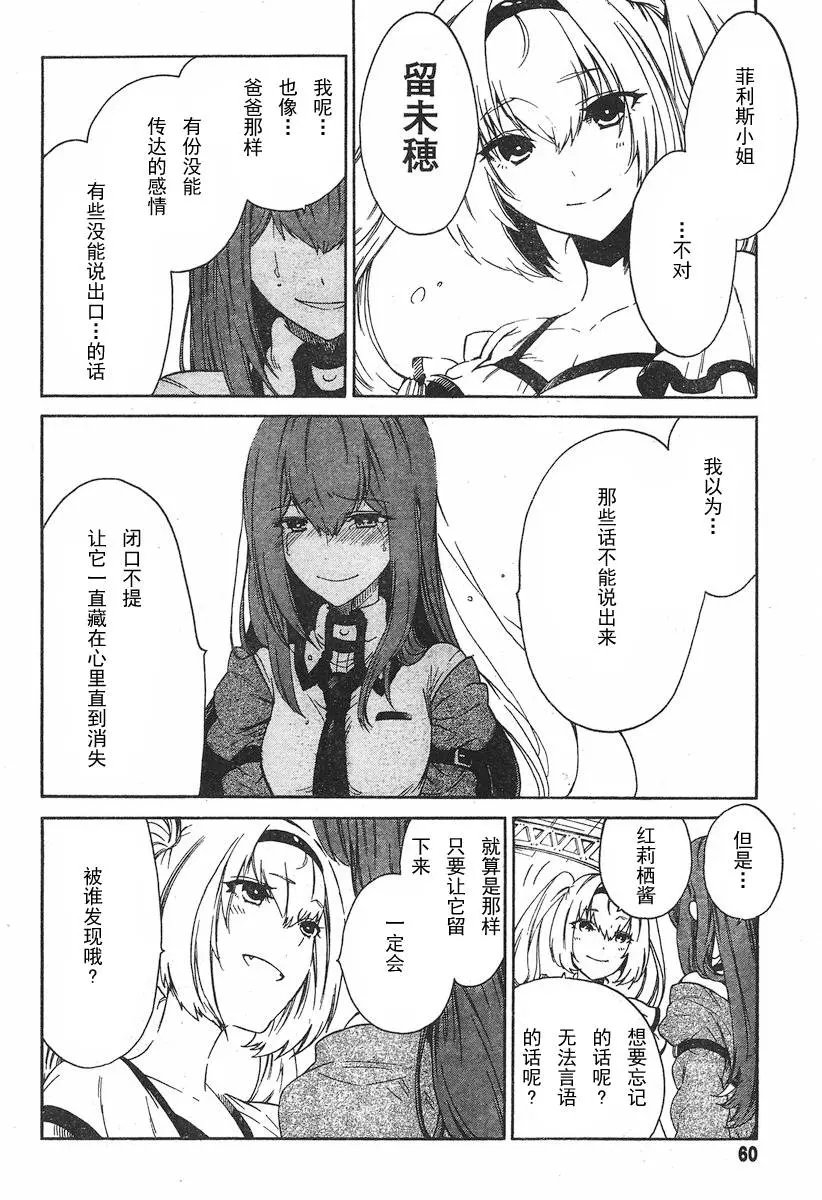 菲利斯小姐
…不对
留未穂
我呢…
也像…
爸爸那样
有份没能
传达的感情
有些没能说出口…的话
我以为…
那些话不能说出来
闭口不提
让它一直藏在心里直到消失
但是…
红莉栖酱
想要忘记
的话呢？
无法言语
的话呢？
就算是那样
只要让它留
下来
一定会
被谁发现哦？
60